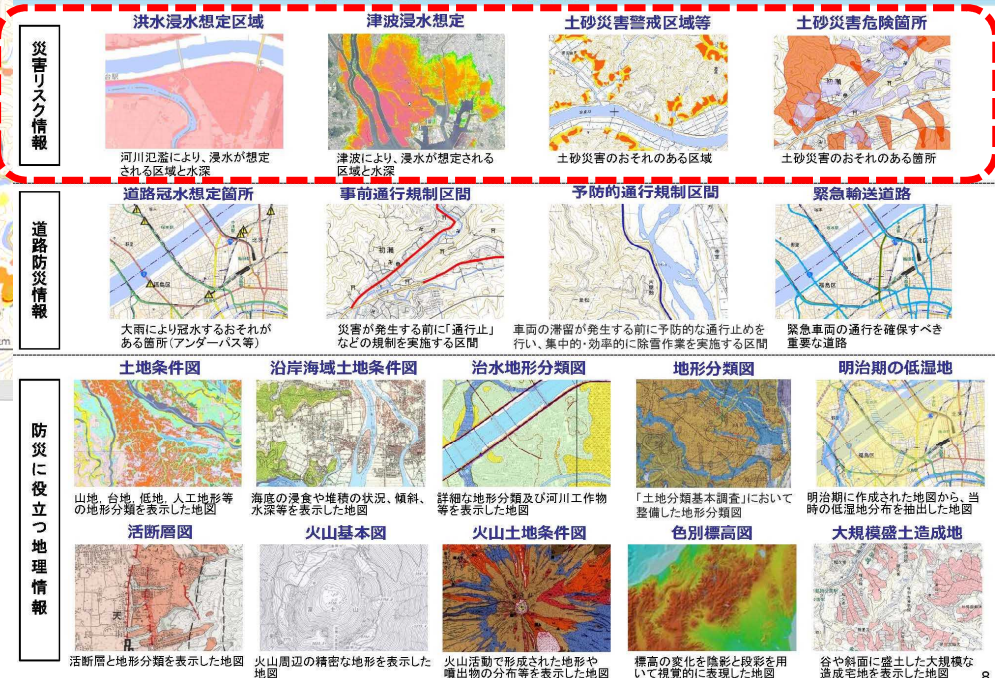 災害リスク情報
洪水浸水想定区域
河川氾濫により、浸水が想定
される区域と水深
津波浸水想定
津波により、浸水が想定される
区域と水深
土砂災害警戒区域等
土砂災害のおそれのある区域
土砂災害危険箇所
土砂災害のおそれのある箇所
道路防災情報
道路冠水想定箇所
大雨により冠水するおそれが
ある箇所(アンダーパス等)
事前通行規制区間
災害が発生する前に「通行止」
などの規制を実施する区間
予防的通行規制区間
車両の滞留が発生する前に予防的な通行止めを
行い、集中的・効率的に除雪作業を実施する区間
緊急輸送道路
緊急車両の通行を確保すべき
重要な道路
防災に役立つ地理情報
土地条件図
山地、台地、低地、人工地形等
の地形分類を表示した地図
沿岸海域土地条件図
海底の浸食や堆積の状況、傾斜、
水深等を表示した地図
治水地形分類図
詳細な地形分類及び河川工作物
等を表示した地図
地形分類図
「土地分類基本調査」において
整備した地形分類図
明治期の低湿地
明治期に作成された地図から、当
時の低湿地分布を抽出した地図
活断層図
活断層と地形分類を表示した地図
火山基本図
火山周辺の精密な地形を表示した
地図
火山土地条件図
火山活動で形成された地形や
噴出物の分布等を表示した地図
色別標高図
標高の変化を陰影と段彩を用
いて視覚的に表現した地図
大規模盛土造成地
谷や斜面に盛土した大規模な
造成宅地を表示した地図
8
初瀬
福島区
初瀬
福島区
福島区
km